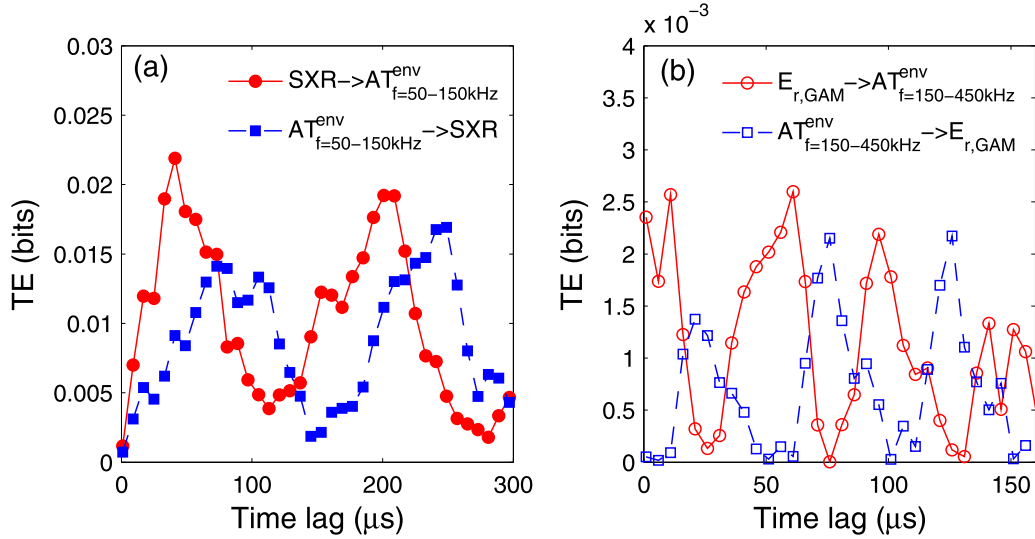 (a)
SXR−>AT^env_f=50−150kHz
AT^env_f=50−150kHz−>SXR
0.03
0.025
0.02
0.015
0.01
0.005
0
TE (bits)
0
100
200
300
Time lag (μs)
x 10^−3
(b)
E_r,GAM−>AT^env_f=150−450kHz
AT^env_f=150−450kHz−>E_r,GAM
4
3.5
3
2.5
2
1.5
1
0.5
0
TE (bits)
0
50
100
150
Time lag (μs)